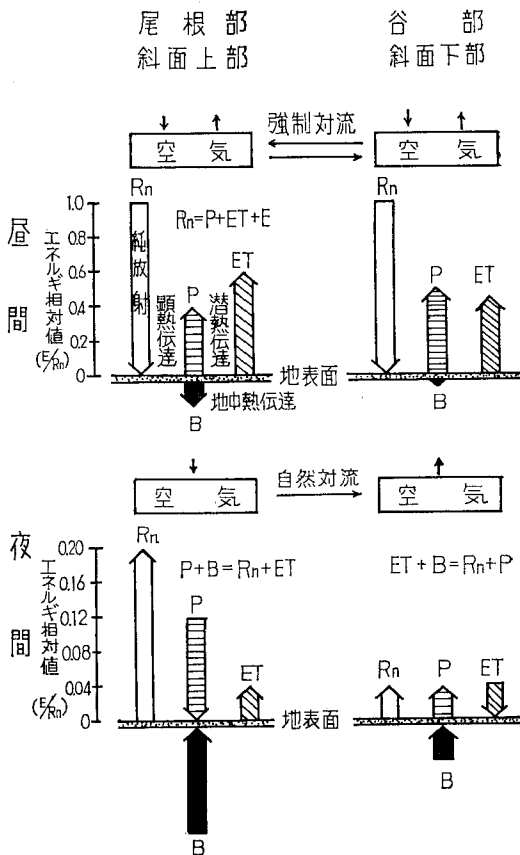 尾根部
斜面上部
谷部
斜面下部
空気
強制対流
空気
Rn
Rn=P+ET+E
Rn
昼間
エネルギ相対値
(E/Rn)
1.0
0.8
0.6
0.4
02
0
純放射
顕熱伝達
P
潜熱伝達
ET
P
ET
地表面
地中熱伝達
B
B
空気
自然対流
空気
夜間
エネルギ相対値
(E/Rn)
0.20
0.16
0.12
0.08
0.04
0
Rn
P+B=Rn+ET
P
ET
ET+B=Rn+P
Rn
P
ET
地表面
B
B